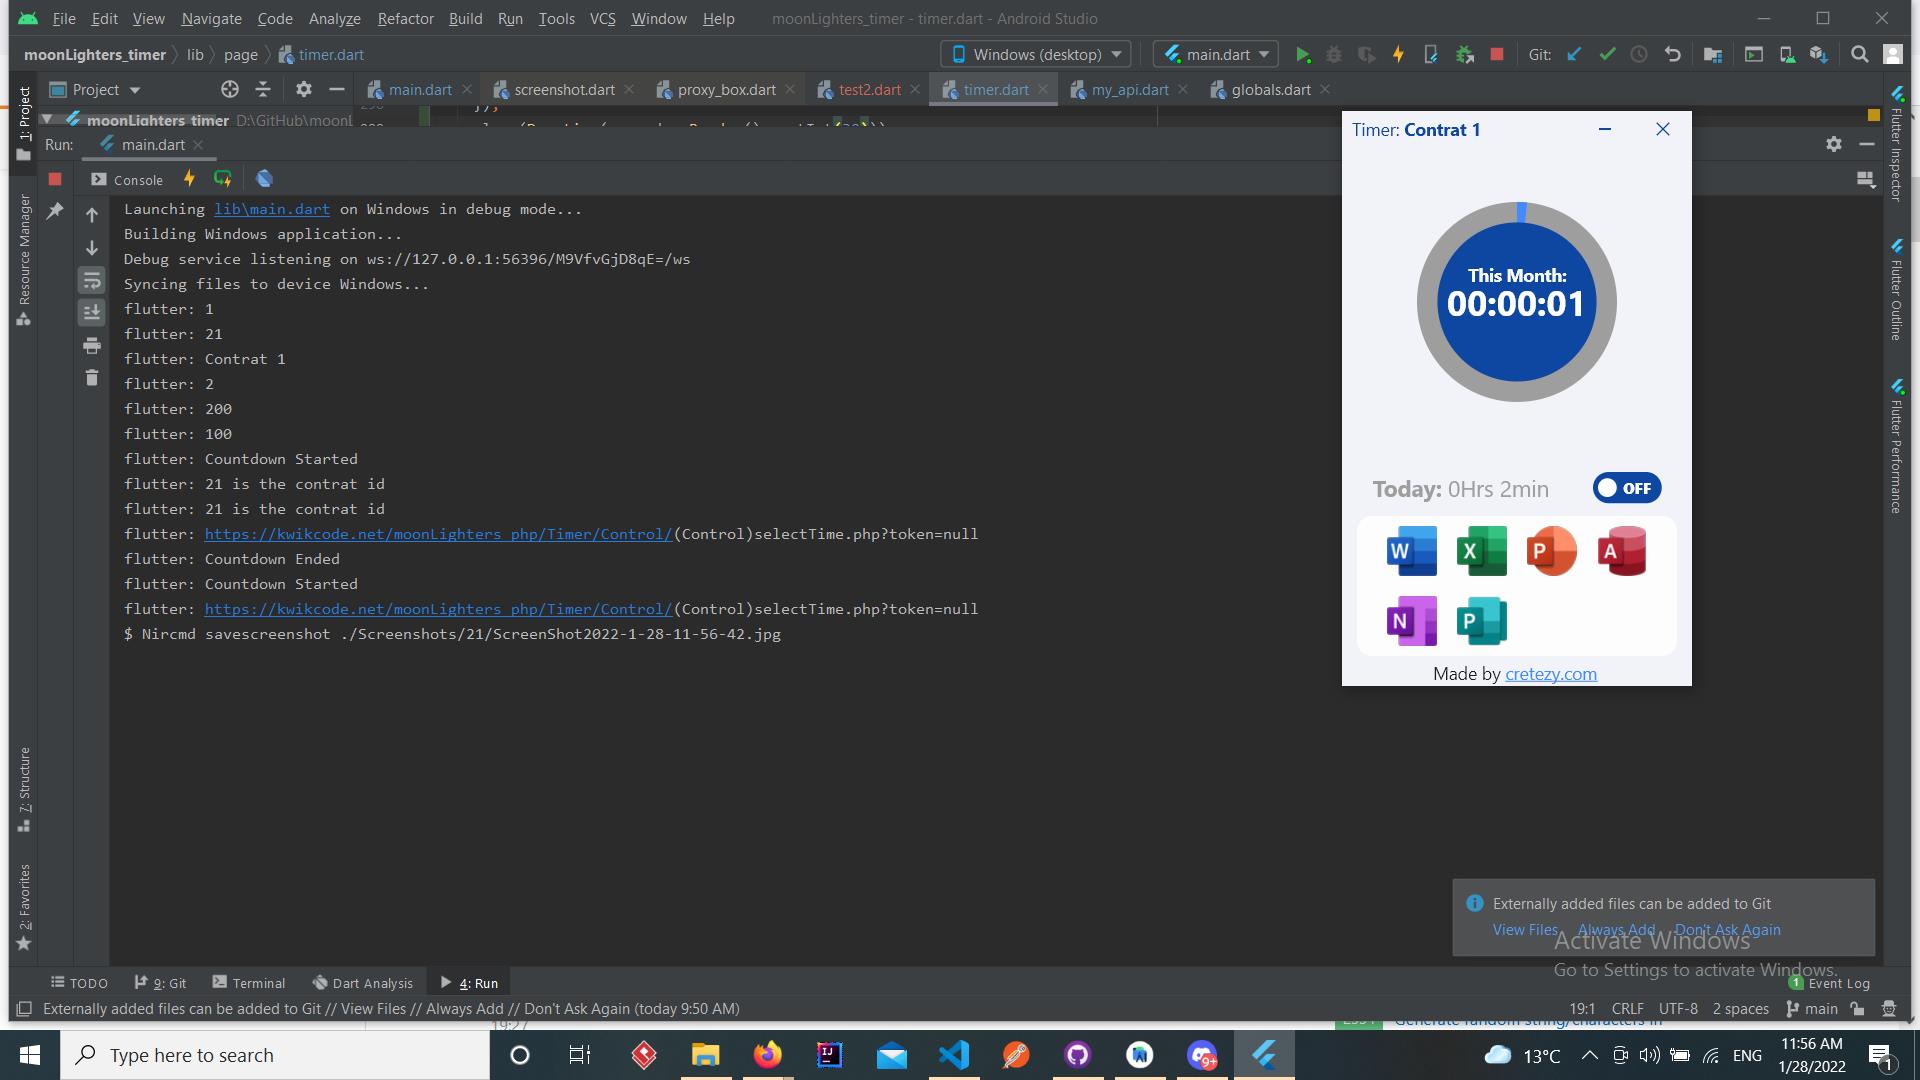 File Edit View Navigate Code Analyze Refactor Build Run Tools VCS Window Help moonLighters_timer - timer.dart - Android Studio
moonLighters_timer lib page timer.dart Windows (desktop) main.dart Git:
Project main.dart screenshot.dart proxy_box.dart test2.dart timer.dart my_api.dart globals.dart
1: Project
moonLighters_timer D:\GitHub\moonL
Run: main.dart
Console
Resource Manager
7: Structure
2: Favorites
Launching lib\main.dart on Windows in debug mode...
Building Windows application...
Debug service listening on ws://127.0.0.1:56396/M9VfvGjD8qE=/ws
Syncing files to device Windows...
flutter: 1
flutter: 21
flutter: Contrat 1
flutter: 2
flutter: 200
flutter: 100
flutter: Countdown Started
flutter: 21 is the contrat id
flutter: 21 is the contrat id
flutter: https://kwikcode.net/moonLighters_php/Timer/Control/(Control)selectTime.php?token=null
flutter: Countdown Ended
flutter: Countdown Started
flutter: https://kwikcode.net/moonLighters_php/Timer/Control/(Control)selectTime.php?token=null
$ Nircmd savescreenshot ./Screenshots/21/ScreenShot2022-1-28-11-56-42.jpg
Timer: Contrat 1
This Month:
00:00:01
Today: 0Hrs 2min OFF
W X P A
N P
Made by cretezy.com
Flutter Inspector
Flutter Outline
Flutter Performance
Externally added files can be added to Git
View Files Always Add Don't Ask Again
Activate Windows
Go to Settings to activate Windows.
TODO 9: Git Terminal Dart Analysis 4: Run 1 Event Log
Externally added files can be added to Git // View Files // Always Add // Don't Ask Again (today 9:50 AM) 19:1 CRLF UTF-8 2 spaces main
Type here to search 9+ 13°C ENG 11:56 AM
1/28/2022 1